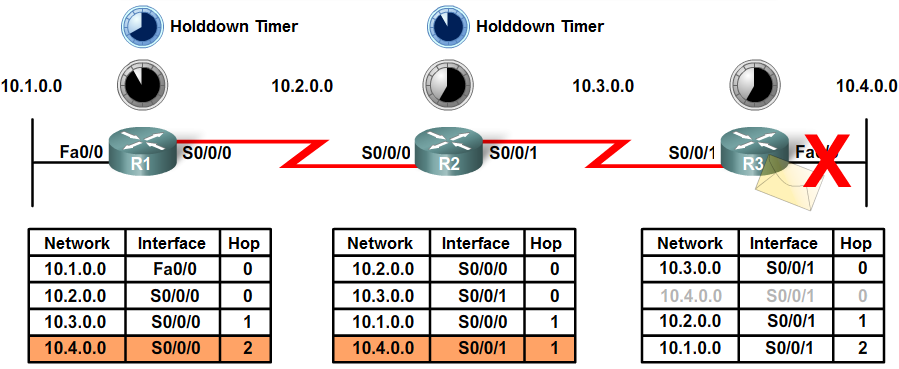 Holddown Timer Holddown Timer
10.1.0.0 10.2.0.0 10.3.0.0 10.4.0.0
Fa0/0 R1 S0/0/0 S0/0/0 R2 S0/0/1 S0/0/1 R3 Fa0/
Network Interface Hop
10.1.0.0 Fa0/0 0
10.2.0.0 S0/0/0 0
10.3.0.0 S0/0/0 1
10.4.0.0 S0/0/0 2
Network Interface Hop
10.2.0.0 S0/0/0 0
10.3.0.0 S0/0/1 0
10.1.0.0 S0/0/0 1
10.4.0.0 S0/0/1 1
Network Interface Hop
10.3.0.0 S0/0/1 0
10.4.0.0 S0/0/1 0
10.2.0.0 S0/0/1 1
10.1.0.0 S0/0/1 2